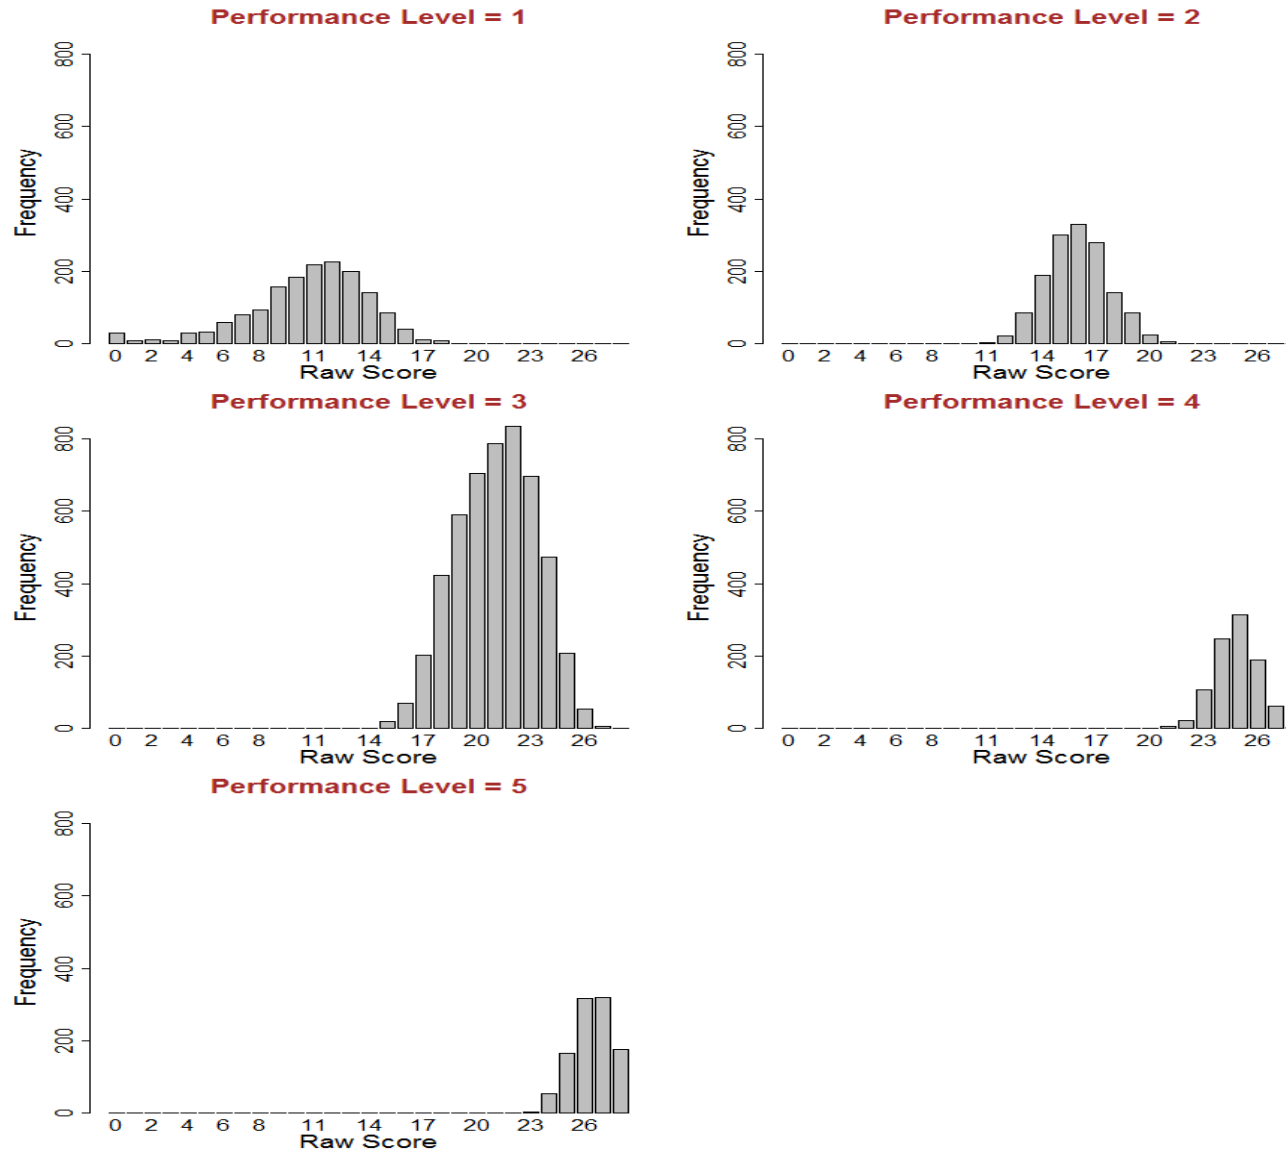 Performance Level = 1
Frequency
0 200 400 600 800
0 2 4 6 8 11 14 17 20 23 26
Raw Score
Performance Level = 2
Frequency
0 200 400 600 800
0 2 4 6 8 11 14 17 20 23 26
Raw Score
Performance Level = 3
Frequency
0 200 400 600 800
0 2 4 6 8 11 14 17 20 23 26
Raw Score
Performance Level = 4
Frequency
0 200 400 600 800
0 2 4 6 8 11 14 17 20 23 26
Raw Score
Performance Level = 5
Frequency
0 200 400 600 800
0 2 4 6 8 11 14 17 20 23 26
Raw Score